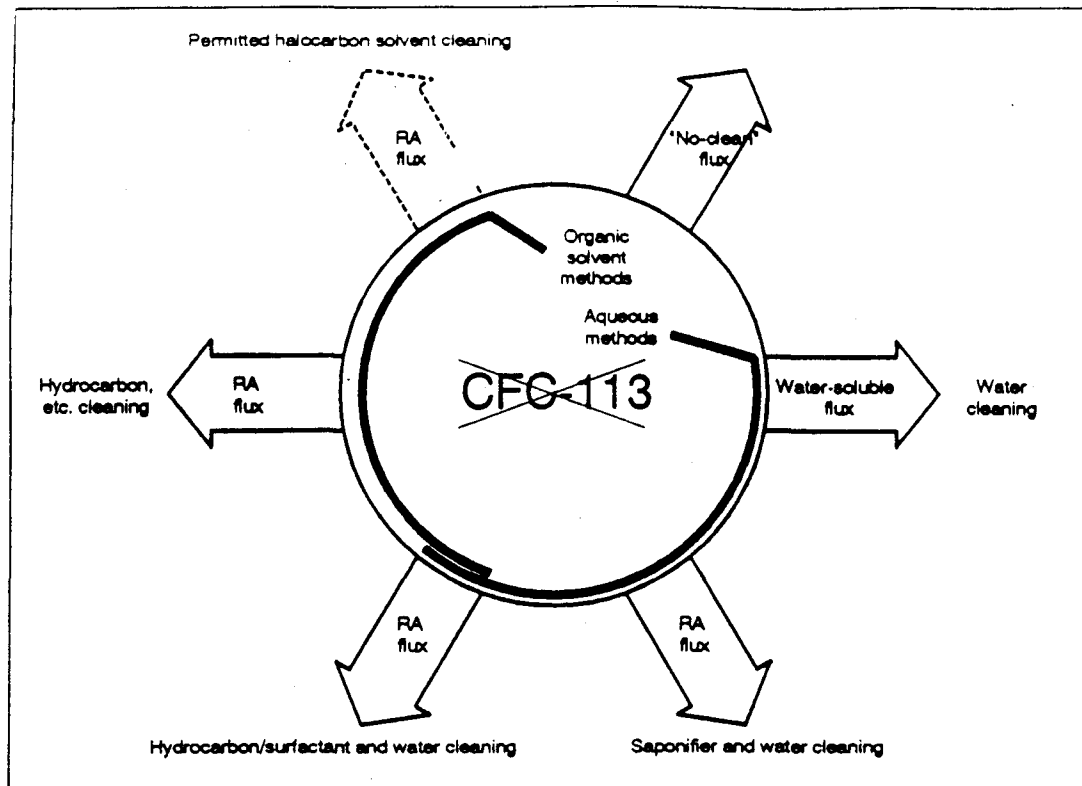 Permitted halocarbon solvent cleaning
RA
flux
"No-clean"
flux
Organic
solvent
methods
Aqueous
methods
Hydrocarbon,
etc. cleaning
RA
flux
CFC-113
Water-soluble
flux
Water
cleaning
RA
flux
RA
flux
Hydrocarbon/surfactant and water cleaning
Saponifier and water cleaning